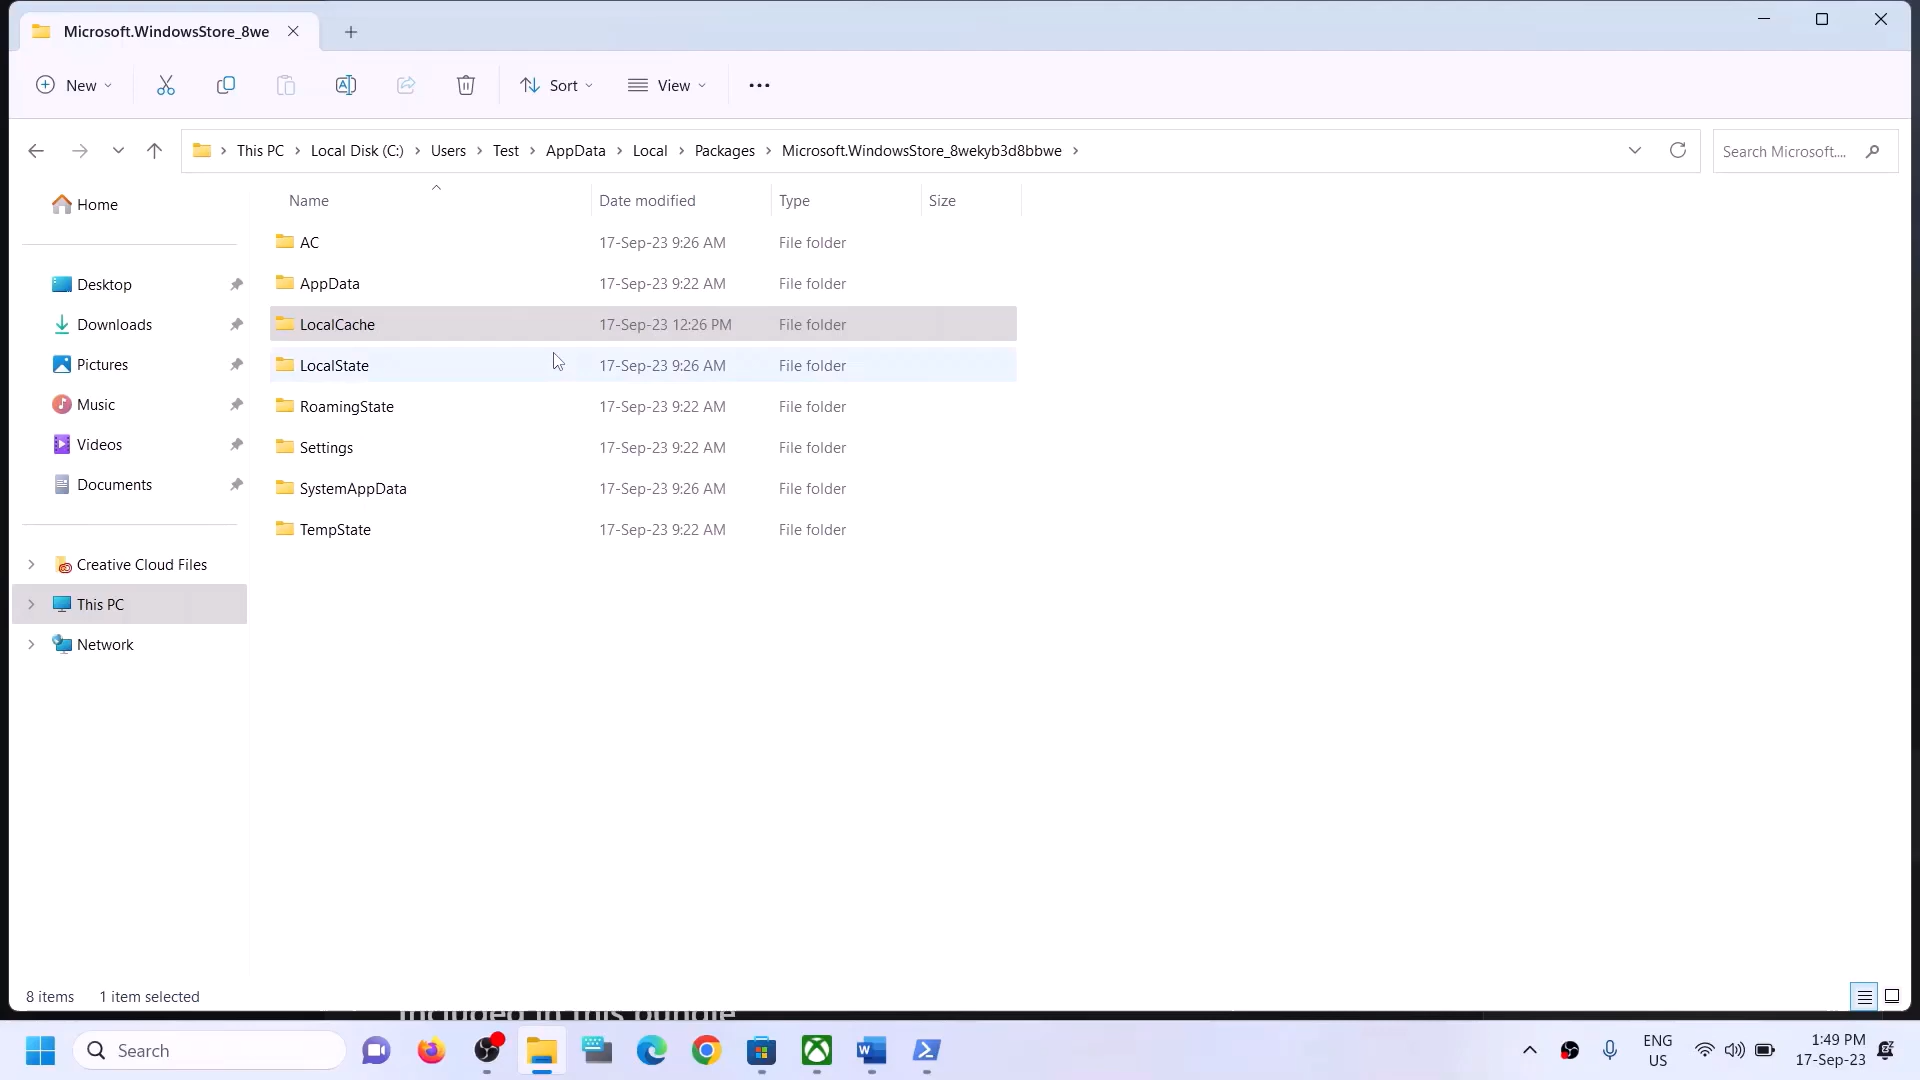 Microsoft.WindowsStore_8we
New
Sort
View
This PC
Local Disk (C:)
Users
Test
AppData
Local
Packages
Microsoft.WindowsStore_8wekyb3d8bbwe
Search Microsoft....
Home
Desktop
Downloads
Pictures
Music
Videos
Documents
Creative Cloud Files
This PC
Network
Name Date modified Type Size
AC 17-Sep-23 9:26 AM File folder
AppData 17-Sep-23 9:22 AM File folder
LocalCache 17-Sep-23 12:26 PM File folder
LocalState 17-Sep-23 9:26 AM File folder
RoamingState 17-Sep-23 9:22 AM File folder
Settings 17-Sep-23 9:22 AM File folder
SystemAppData 17-Sep-23 9:26 AM File folder
TempState 17-Sep-23 9:22 AM File folder
8 items 1 item selected
included in this bundle
Search
ENG
US
1:49 PM
17-Sep-23